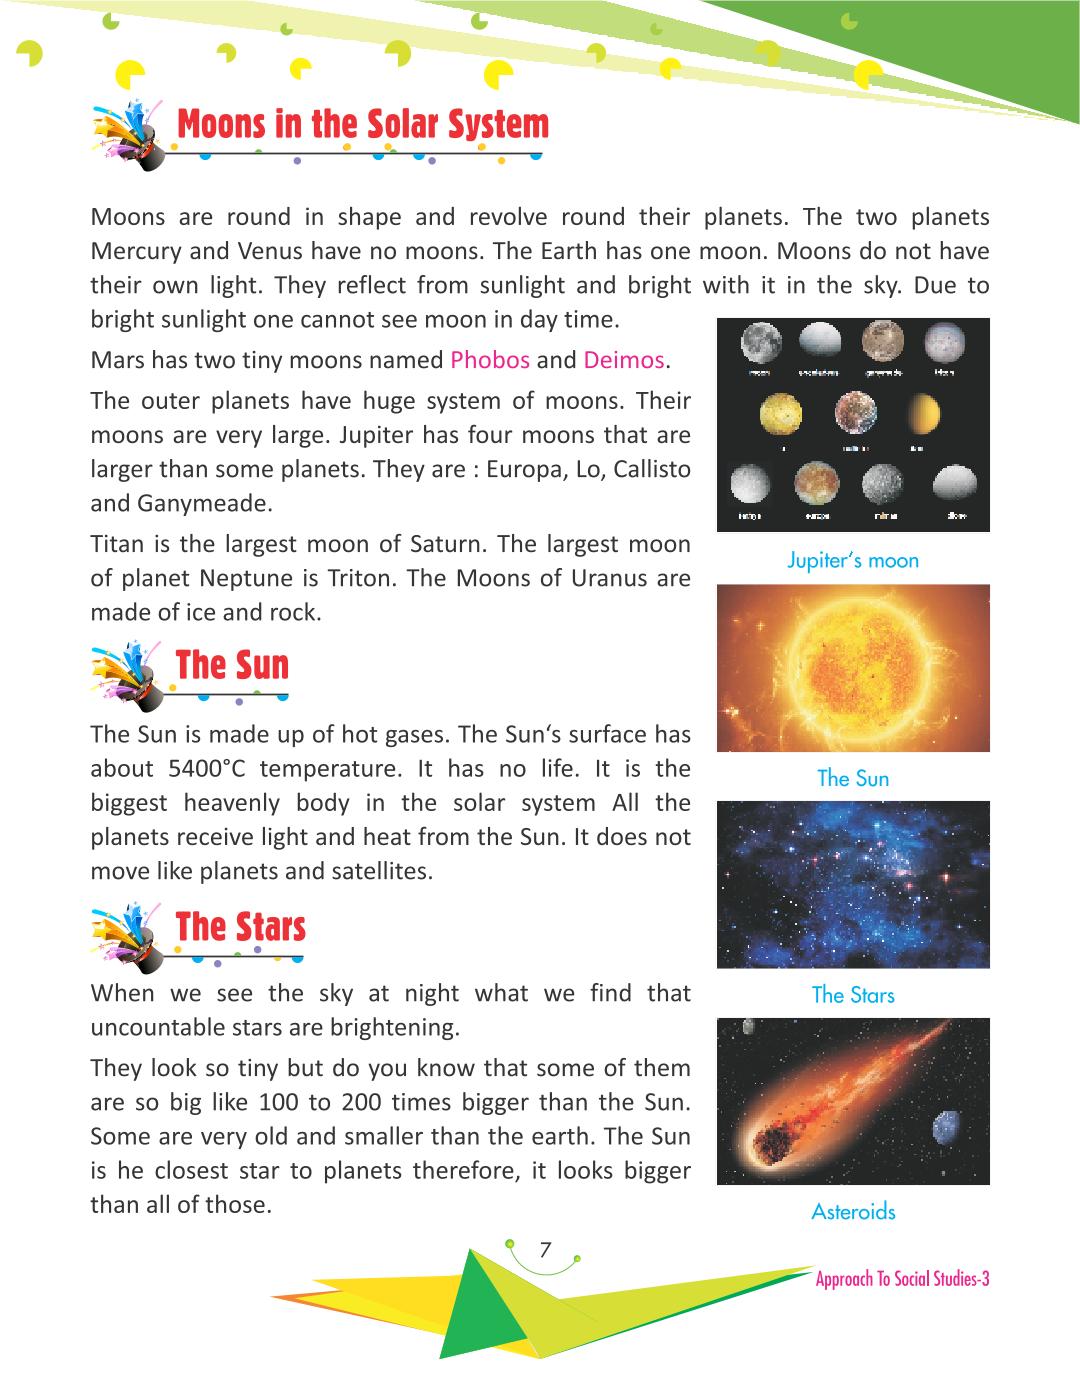 Moons in the Solar System
Moons are round in shape and revolve round their planets. The two planets
Mercury and Venus have no moons. The Earth has one moon. Moons do not have
their own light. They reflect from sunlight and bright with it in the sky. Due to
bright sunlight one cannot see moon in day time.
Mars has two tiny moons named Phobos and Deimos.
The outer planets have huge system of moons. Their
moons are very large. Jupiter has four moons that are
larger than some planets. They are : Europa, Lo, Callisto
and Ganymeade.
Titan is the largest moon of Saturn. The largest moon
of planet Neptune is Triton. The Moons of Uranus are
made of ice and rock.
moon
ganymede
europa
Jupiter's moon
The Sun
The Sun is made up of hot gases. The Sun‘s surface has
about 5400°C temperature. It has no life. It is the
biggest heavenly body in the solar system All the
planets receive light and heat from the Sun. It does not
move like planets and satellites.
The Sun
The Stars
When we see the sky at night what we find that
uncountable stars are brightening.
They look so tiny but do you know that some of them
are so big like 100 to 200 times bigger than the Sun.
Some are very old and smaller than the earth. The Sun
is he closest star to planets therefore, it looks bigger
than all of those.
The Stars
Asteroids
7
Approach To Social Studies-3